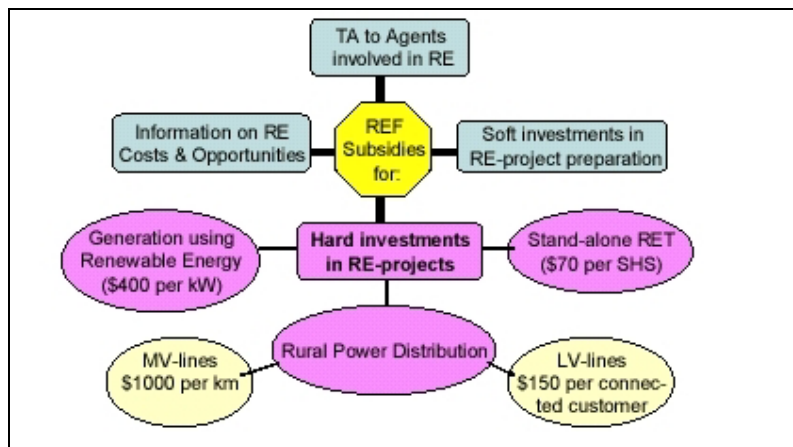 TA to Agents
involved in RE
Information on RE
Costs & Opportunities
REF
Subsidies
for:
Soft investments in
RE-project preparation
Generation using
Renewable Energy
($400 per kW)
Hard investments
in RE-projects
Stand-alone RET
($70 per SHS)
Rural Power Distribution
MV-lines
$1000 per km
LV-lines
$150 per connec-
ted customer